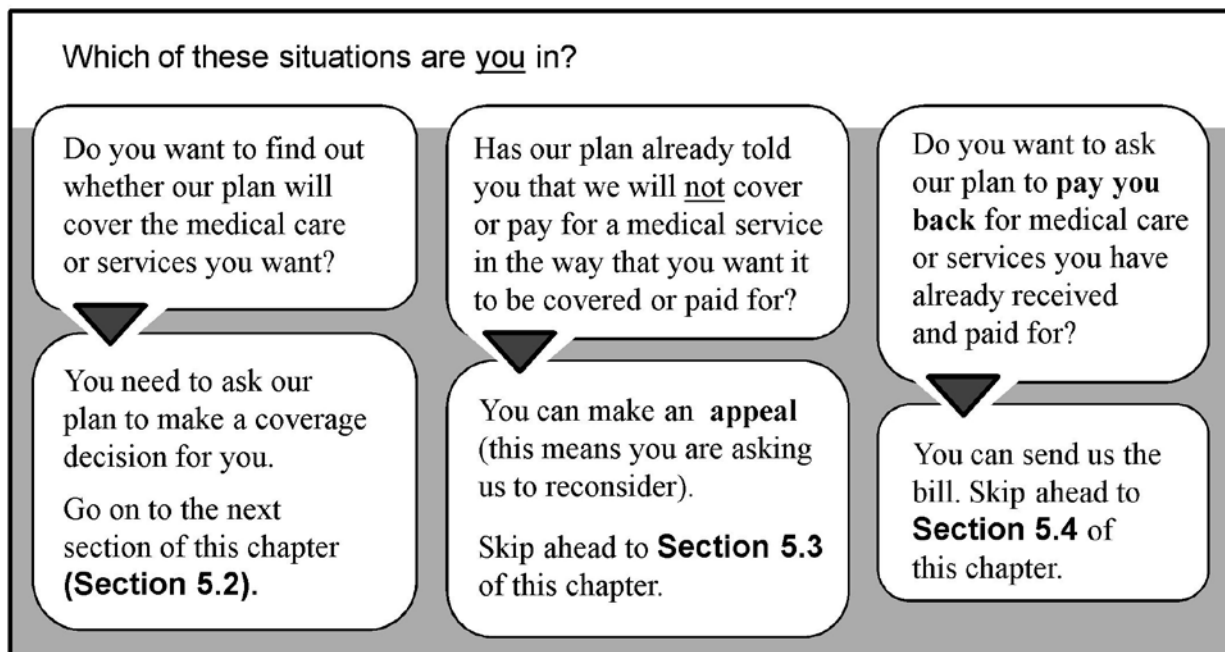 Which of these situations are you in?
Do you want to find out
whether our plan will
cover the medical care
or services you want?
You need to ask our
plan to make a coverage
decision for you.
Go on to the next
section of this chapter
(Section 5.2).
Has our plan already told
you that we will not cover
or pay for a medical service
in the way that you want it
to be covered or paid for?
You can make an appeal
(this means you are asking
us to reconsider).
Skip ahead to Section 5.3
of this chapter.
Do you want to ask
our plan to pay you
back for medical care
or services you have
already received
and paid for?
You can send us the
bill. Skip ahead to
Section 5.4 of
this chapter.